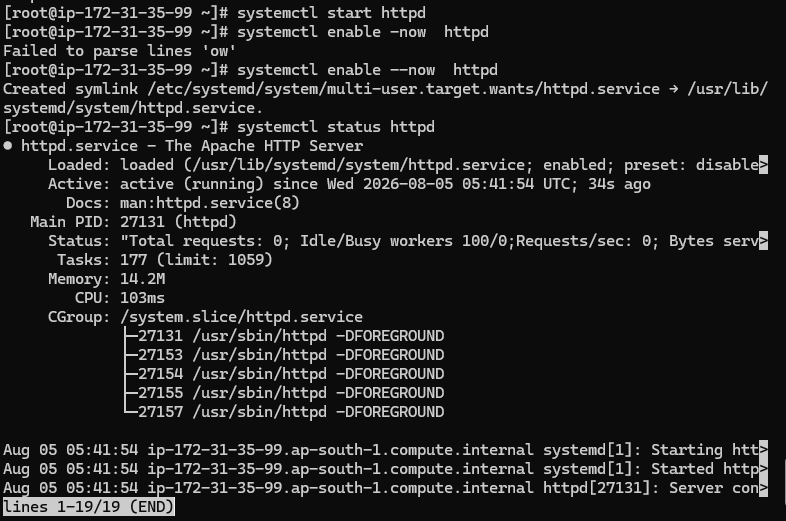 [root@ip-172-31-35-99 ~]# systemctl start httpd
[root@ip-172-31-35-99 ~]# systemctl enable -now  httpd
Failed to parse lines 'ow'
[root@ip-172-31-35-99 ~]# systemctl enable --now  httpd
Created symlink /etc/systemd/system/multi-user.target.wants/httpd.service → /usr/lib/
systemd/system/httpd.service.
[root@ip-172-31-35-99 ~]# systemctl status httpd
● httpd.service - The Apache HTTP Server
     Loaded: loaded (/usr/lib/systemd/system/httpd.service; enabled; preset: disable>
     Active: active (running) since Wed 2026-08-05 05:41:54 UTC; 34s ago
       Docs: man:httpd.service(8)
   Main PID: 27131 (httpd)
     Status: "Total requests: 0; Idle/Busy workers 100/0;Requests/sec: 0; Bytes serv>
      Tasks: 177 (limit: 1059)
     Memory: 14.2M
        CPU: 103ms
     CGroup: /system.slice/httpd.service
             ├─27131 /usr/sbin/httpd -DFOREGROUND
             ├─27153 /usr/sbin/httpd -DFOREGROUND
             ├─27154 /usr/sbin/httpd -DFOREGROUND
             ├─27155 /usr/sbin/httpd -DFOREGROUND
             └─27157 /usr/sbin/httpd -DFOREGROUND
Aug 05 05:41:54 ip-172-31-35-99.ap-south-1.compute.internal systemd[1]: Starting htt>
Aug 05 05:41:54 ip-172-31-35-99.ap-south-1.compute.internal systemd[1]: Started http>
Aug 05 05:41:54 ip-172-31-35-99.ap-south-1.compute.internal httpd[27131]: Server con>
lines 1-19/19 (END)